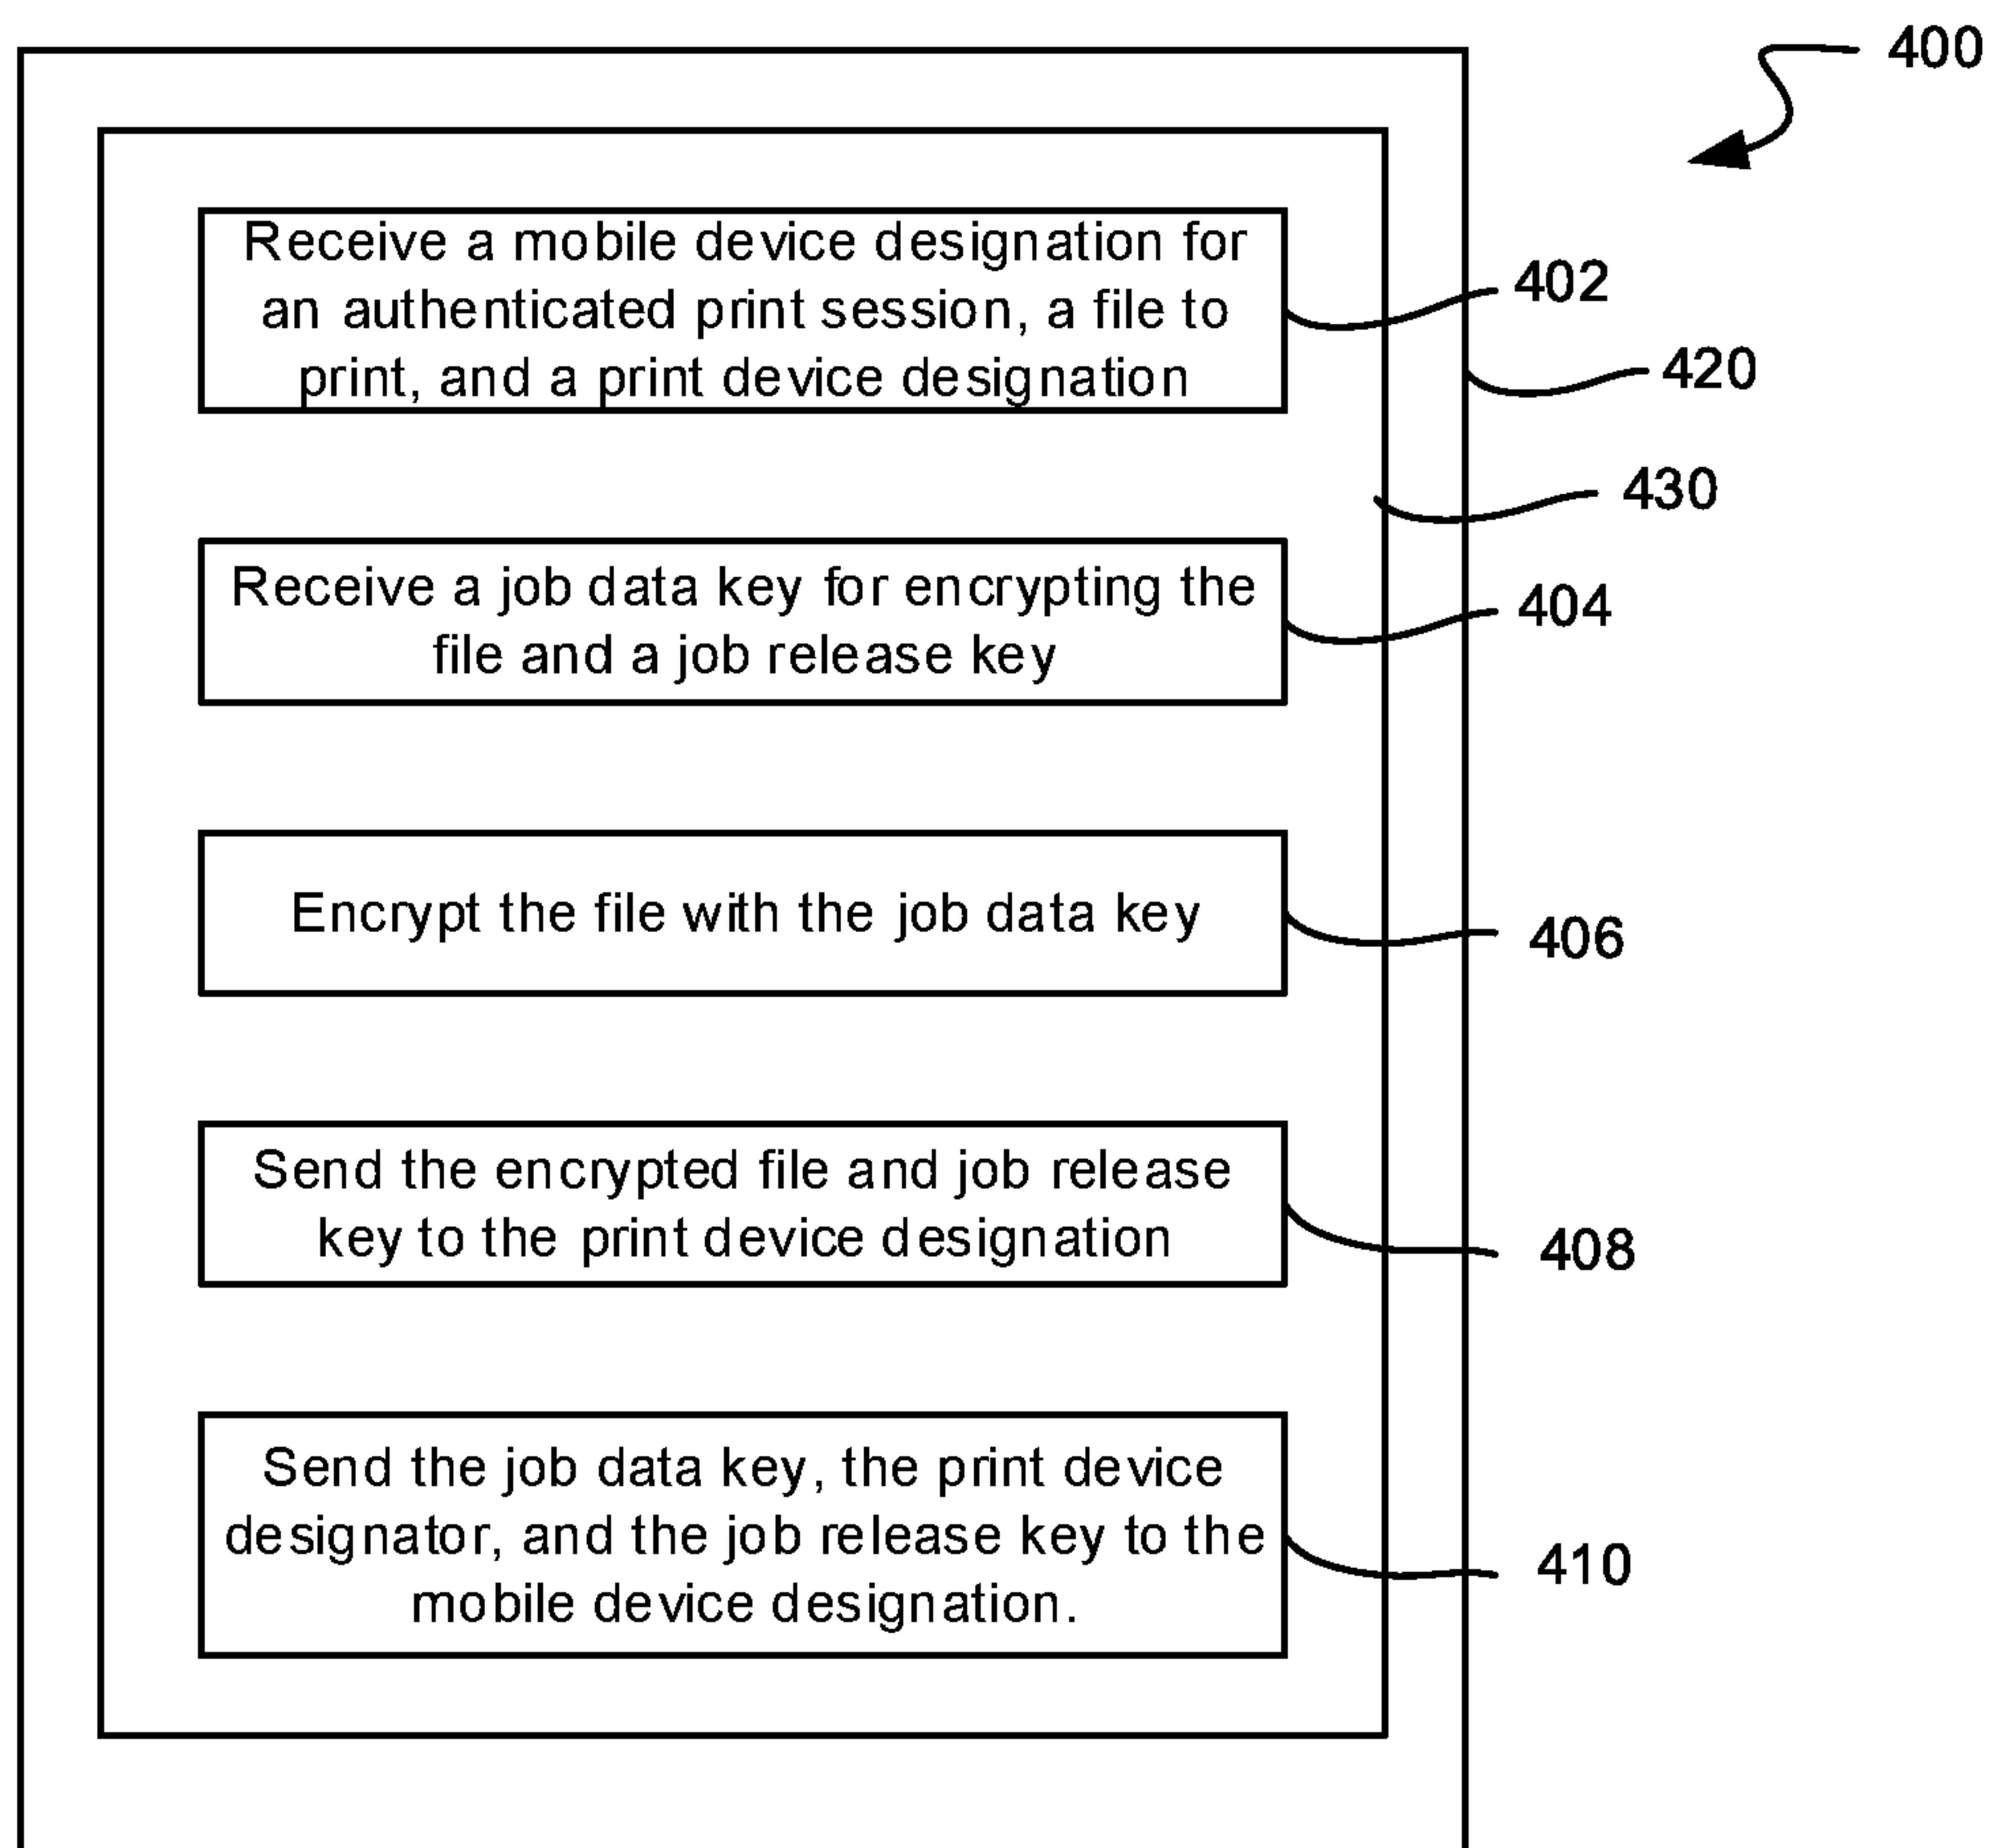 400
Receive a mobile device designation for
an authenticated print session, a file to
print, and a print device designation
402
420
430
Receive a job data key for encrypting the
file and a job release key
404
Encrypt the file with the job data key
406
Send the encrypted file and job release
key to the print device designation
408
Send the job data key, the print device
designator, and the job release key to the
mobile device designation.
410